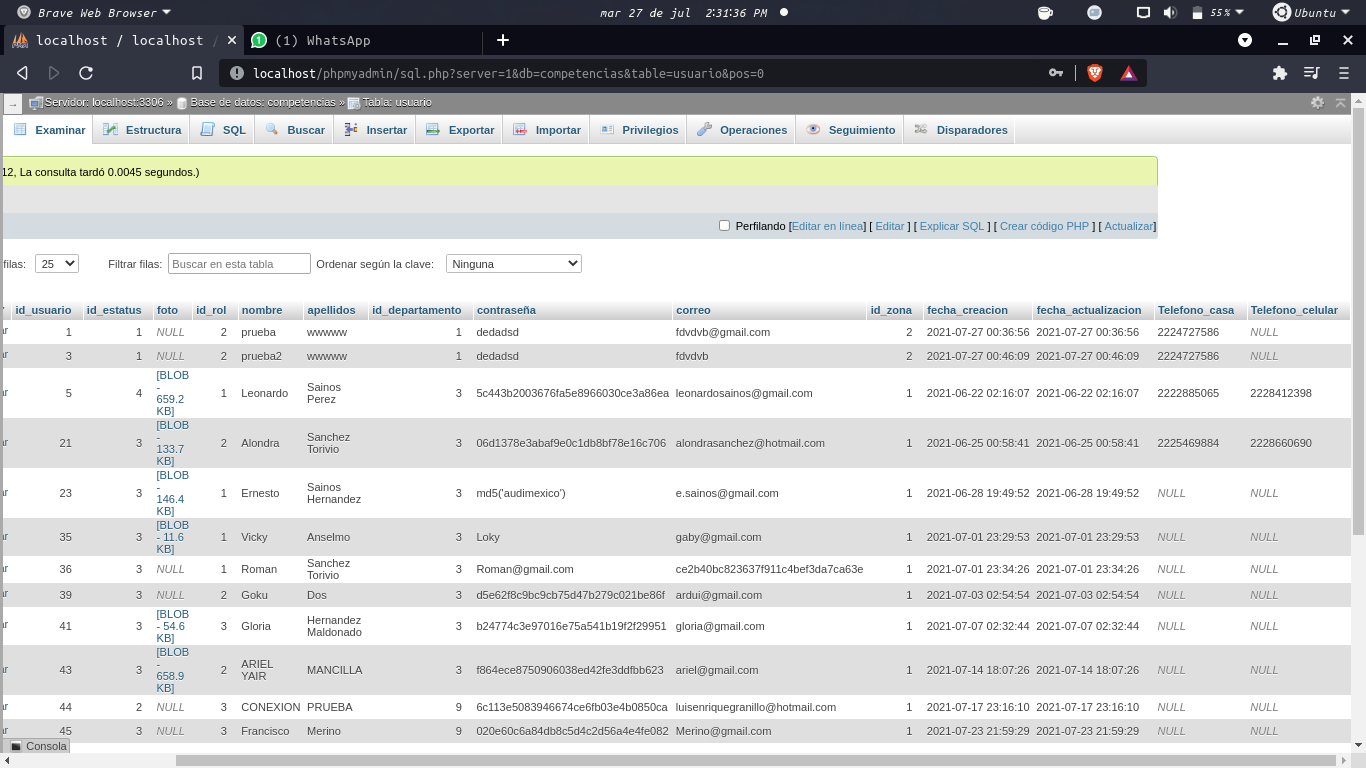 Brave Web Browser mar 27 de jul 2:31:36 PM 55% Ubuntu
localhost / localhost / (1) WhatsApp
localhost/phpmyadmin/sql.php?server=1&db=competencias&table=usuario&pos=0
Servidor: localhost:3306 » Base de datos: competencias » Tabla: usuario
Examinar Estructura SQL Buscar Insertar Exportar Importar Privilegios Operaciones Seguimiento Disparadores
12, La consulta tardó 0.0045 segundos.)
Perfilando [Editar en línea] [ Editar ] [ Explicar SQL ] [ Crear código PHP ] [ Actualizar]
filas: 25 Filtrar filas: Buscar en esta tabla Ordenar según la clave: Ninguna
id_usuario id_estatus foto id_rol nombre apellidos id_departamento contraseña correo id_zona fecha_creacion fecha_actualizacion Telefono_casa Telefono_celular
ar 1 1 NULL 2 prueba wwwww 1 dedadsd fdvdvb@gmail.com 2 2021-07-27 00:36:56 2021-07-27 00:36:56 2224727586 NULL
ar 3 1 NULL 2 prueba2 wwwww 1 dedadsd fdvdvb 2 2021-07-27 00:46:09 2021-07-27 00:46:09 2224727586 NULL
ar 5 4 [BLOB - 659.2 KB] 1 Leonardo Sainos Perez 3 5c443b2003676fa5e8966030ce3a86ea leonardosainos@gmail.com 1 2021-06-22 02:16:07 2021-06-22 02:16:07 2222885065 2228412398
ar 21 3 [BLOB - 133.7 KB] 2 Alondra Sanchez Torivio 3 06d1378e3abaf9e0c1db8bf78e16c706 alondrasanchez@hotmail.com 1 2021-06-25 00:58:41 2021-06-25 00:58:41 2225469884 2228660690
ar 23 3 [BLOB - 146.4 KB] 1 Ernesto Sainos Hernandez 3 md5('audimexico') e.sainos@gmail.com 1 2021-06-28 19:49:52 2021-06-28 19:49:52 NULL NULL
ar 35 3 [BLOB - 11.6 KB] 1 Vicky Anselmo 3 Loky gaby@gmail.com 1 2021-07-01 23:29:53 2021-07-01 23:29:53 NULL NULL
ar 36 3 NULL 1 Roman Sanchez Torivio 3 Roman@gmail.com ce2b40bc823637f911c4bef3da7ca63e 1 2021-07-01 23:34:26 2021-07-01 23:34:26 NULL NULL
ar 39 3 NULL 2 Goku Dos 3 d5e62f8c9bc9cb75d47b279c021be86f ardui@gmail.com 1 2021-07-03 02:54:54 2021-07-03 02:54:54 NULL NULL
ar 41 3 [BLOB - 54.6 KB] 3 Gloria Hernandez Maldonado 3 b24774c3e97016e75a541b19f2f29951 gloria@gmail.com 1 2021-07-07 02:32:44 2021-07-07 02:32:44 NULL NULL
ar 43 3 [BLOB - 658.9 KB] 2 ARIEL YAIR MANCILLA 3 f864ece8750906038ed42fe3ddfbb623 ariel@gmail.com 1 2021-07-14 18:07:26 2021-07-14 18:07:26 NULL NULL
ar 44 2 NULL 3 CONEXION PRUEBA 9 6c113e5083946674ce6fb03e4b0850ca luisenriquegranillo@hotmail.com 1 2021-07-17 23:16:10 2021-07-17 23:16:10 NULL NULL
ar 45 3 NULL 3 Francisco Merino 9 020e60c6a84db8c5d4c2d56a4e4fe082 Merino@gmail.com 1 2021-07-23 21:59:29 2021-07-23 21:59:29 NULL NULL
Consola